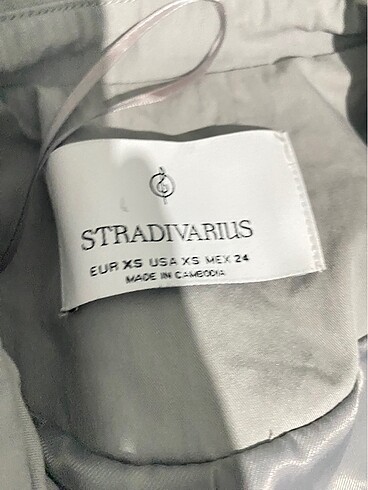 STRADIVARIUS
EUR XS USA XS MEX 24
MADE IN CAMBODIA